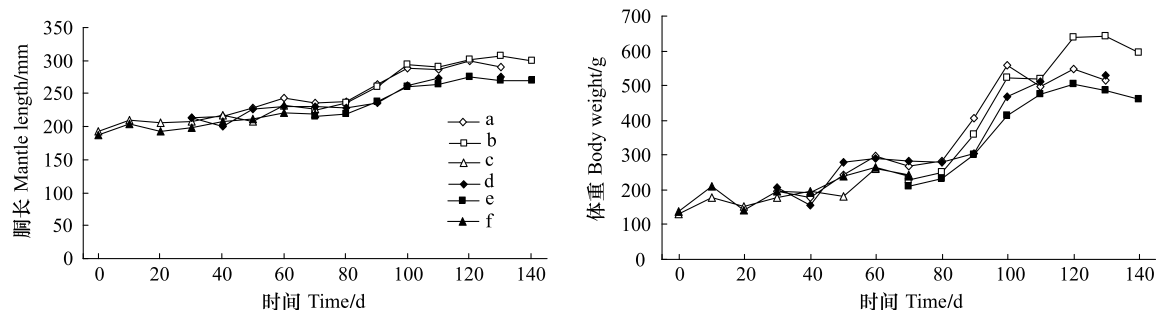 胴长 Mantle length/mm
350
300
250
200
150
100
50
0
0 20 40 60 80 100 120 140
时间 Time/d
a
b
c
d
e
f
体重 Body weight/g
700
600
500
400
300
200
100
0
0 20 40 60 80 100 120 140
时间 Time/d